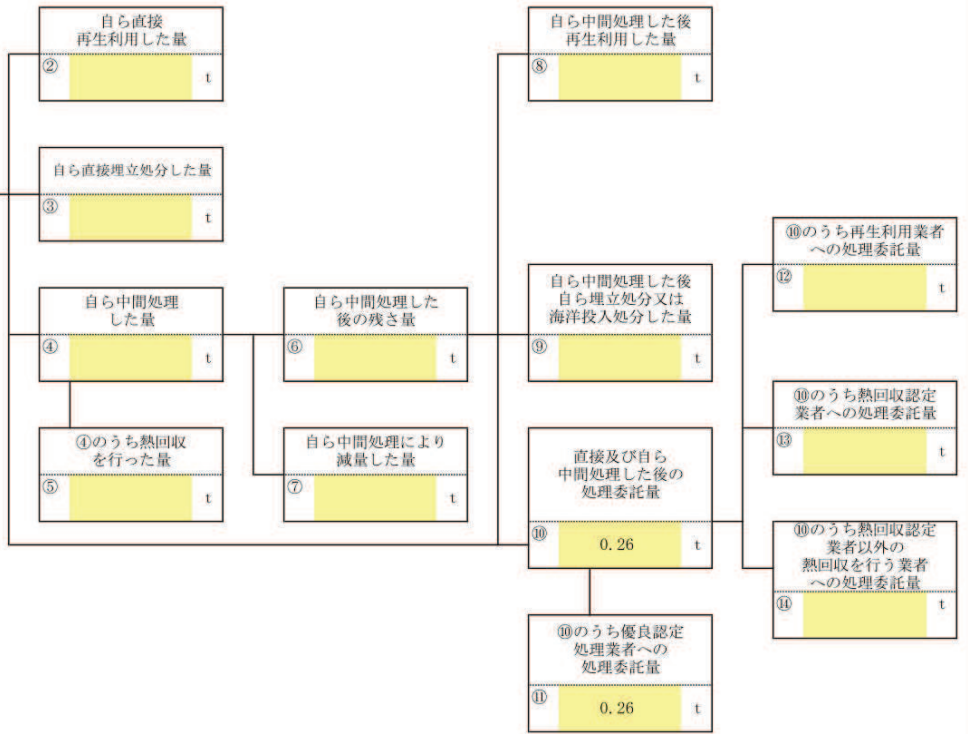 自ら直接
再生利用した量
②
t
自ら中間処理した後
再生利用した量
⑧
t
自ら直接埋立処分した量
③
t
⑩のうち再生利用業者
への処理委託量
⑫
t
自ら中間処理
した量
④
t
自ら中間処理した
後の残さ量
⑥
t
自ら中間処理した後
自ら埋立処分又は
海洋投入処分した量
⑨
t
⑩のうち熱回収認定
業者への処理委託量
⑬
t
④のうち熱回収
を行った量
⑤
t
自ら中間処理により
減量した量
⑦
t
直接及び自ら
中間処理した後の
処理委託量
⑩
0.26
t
⑩のうち熱回収認定
業者以外の
熱回収を行う業者
への処理委託量
⑭
t
⑩のうち優良認定
処理業者への
処理委託量
⑪
0.26
t